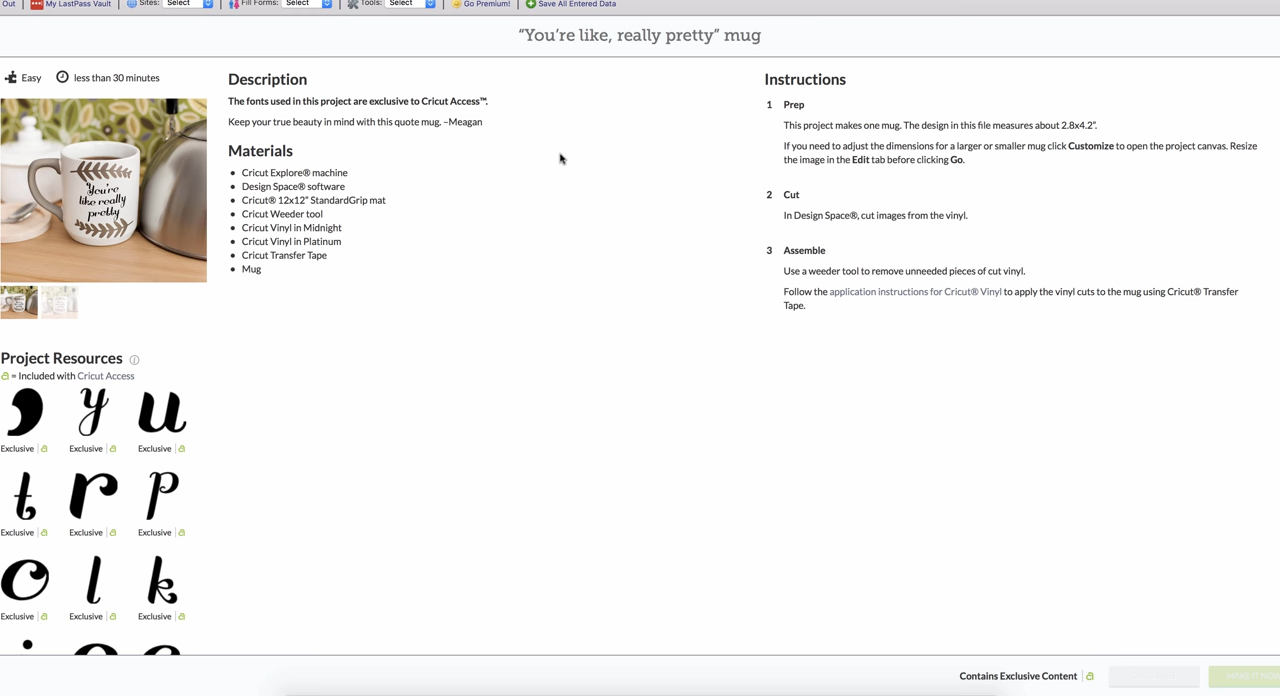 Out | My LastPass Vault | Sites: Select | Fill Forms: Select | Tools: Select | Go Premium! | Save All Entered Data
“You’re like, really pretty” mug
Easy less than 30 minutes
You're
like really
pretty
Description
The fonts used in this project are exclusive to Cricut Access™.
Keep your true beauty in mind with this quote mug. –Meagan
Materials
• Cricut Explore® machine
• Design Space® software
• Cricut® 12x12” StandardGrip mat
• Cricut Weeder tool
• Cricut Vinyl in Midnight
• Cricut Vinyl in Platinum
• Cricut Transfer Tape
• Mug
Instructions
1 Prep
This project makes one mug. The design in this file measures about 2.8x4.2”.
If you need to adjust the dimensions for a larger or smaller mug click Customize to open the project canvas. Resize
the image in the Edit tab before clicking Go.
2 Cut
In Design Space®, cut images from the vinyl.
3 Assemble
Use a weeder tool to remove unneeded pieces of cut vinyl.
Follow the application instructions for Cricut® Vinyl to apply the vinyl cuts to the mug using Cricut® Transfer
Tape.
Project Resources
= Included with Cricut Access
, y u
Exclusive | Exclusive | Exclusive |
t r p
Exclusive | Exclusive | Exclusive |
o l k
Exclusive | Exclusive | Exclusive |
Contains Exclusive Content |